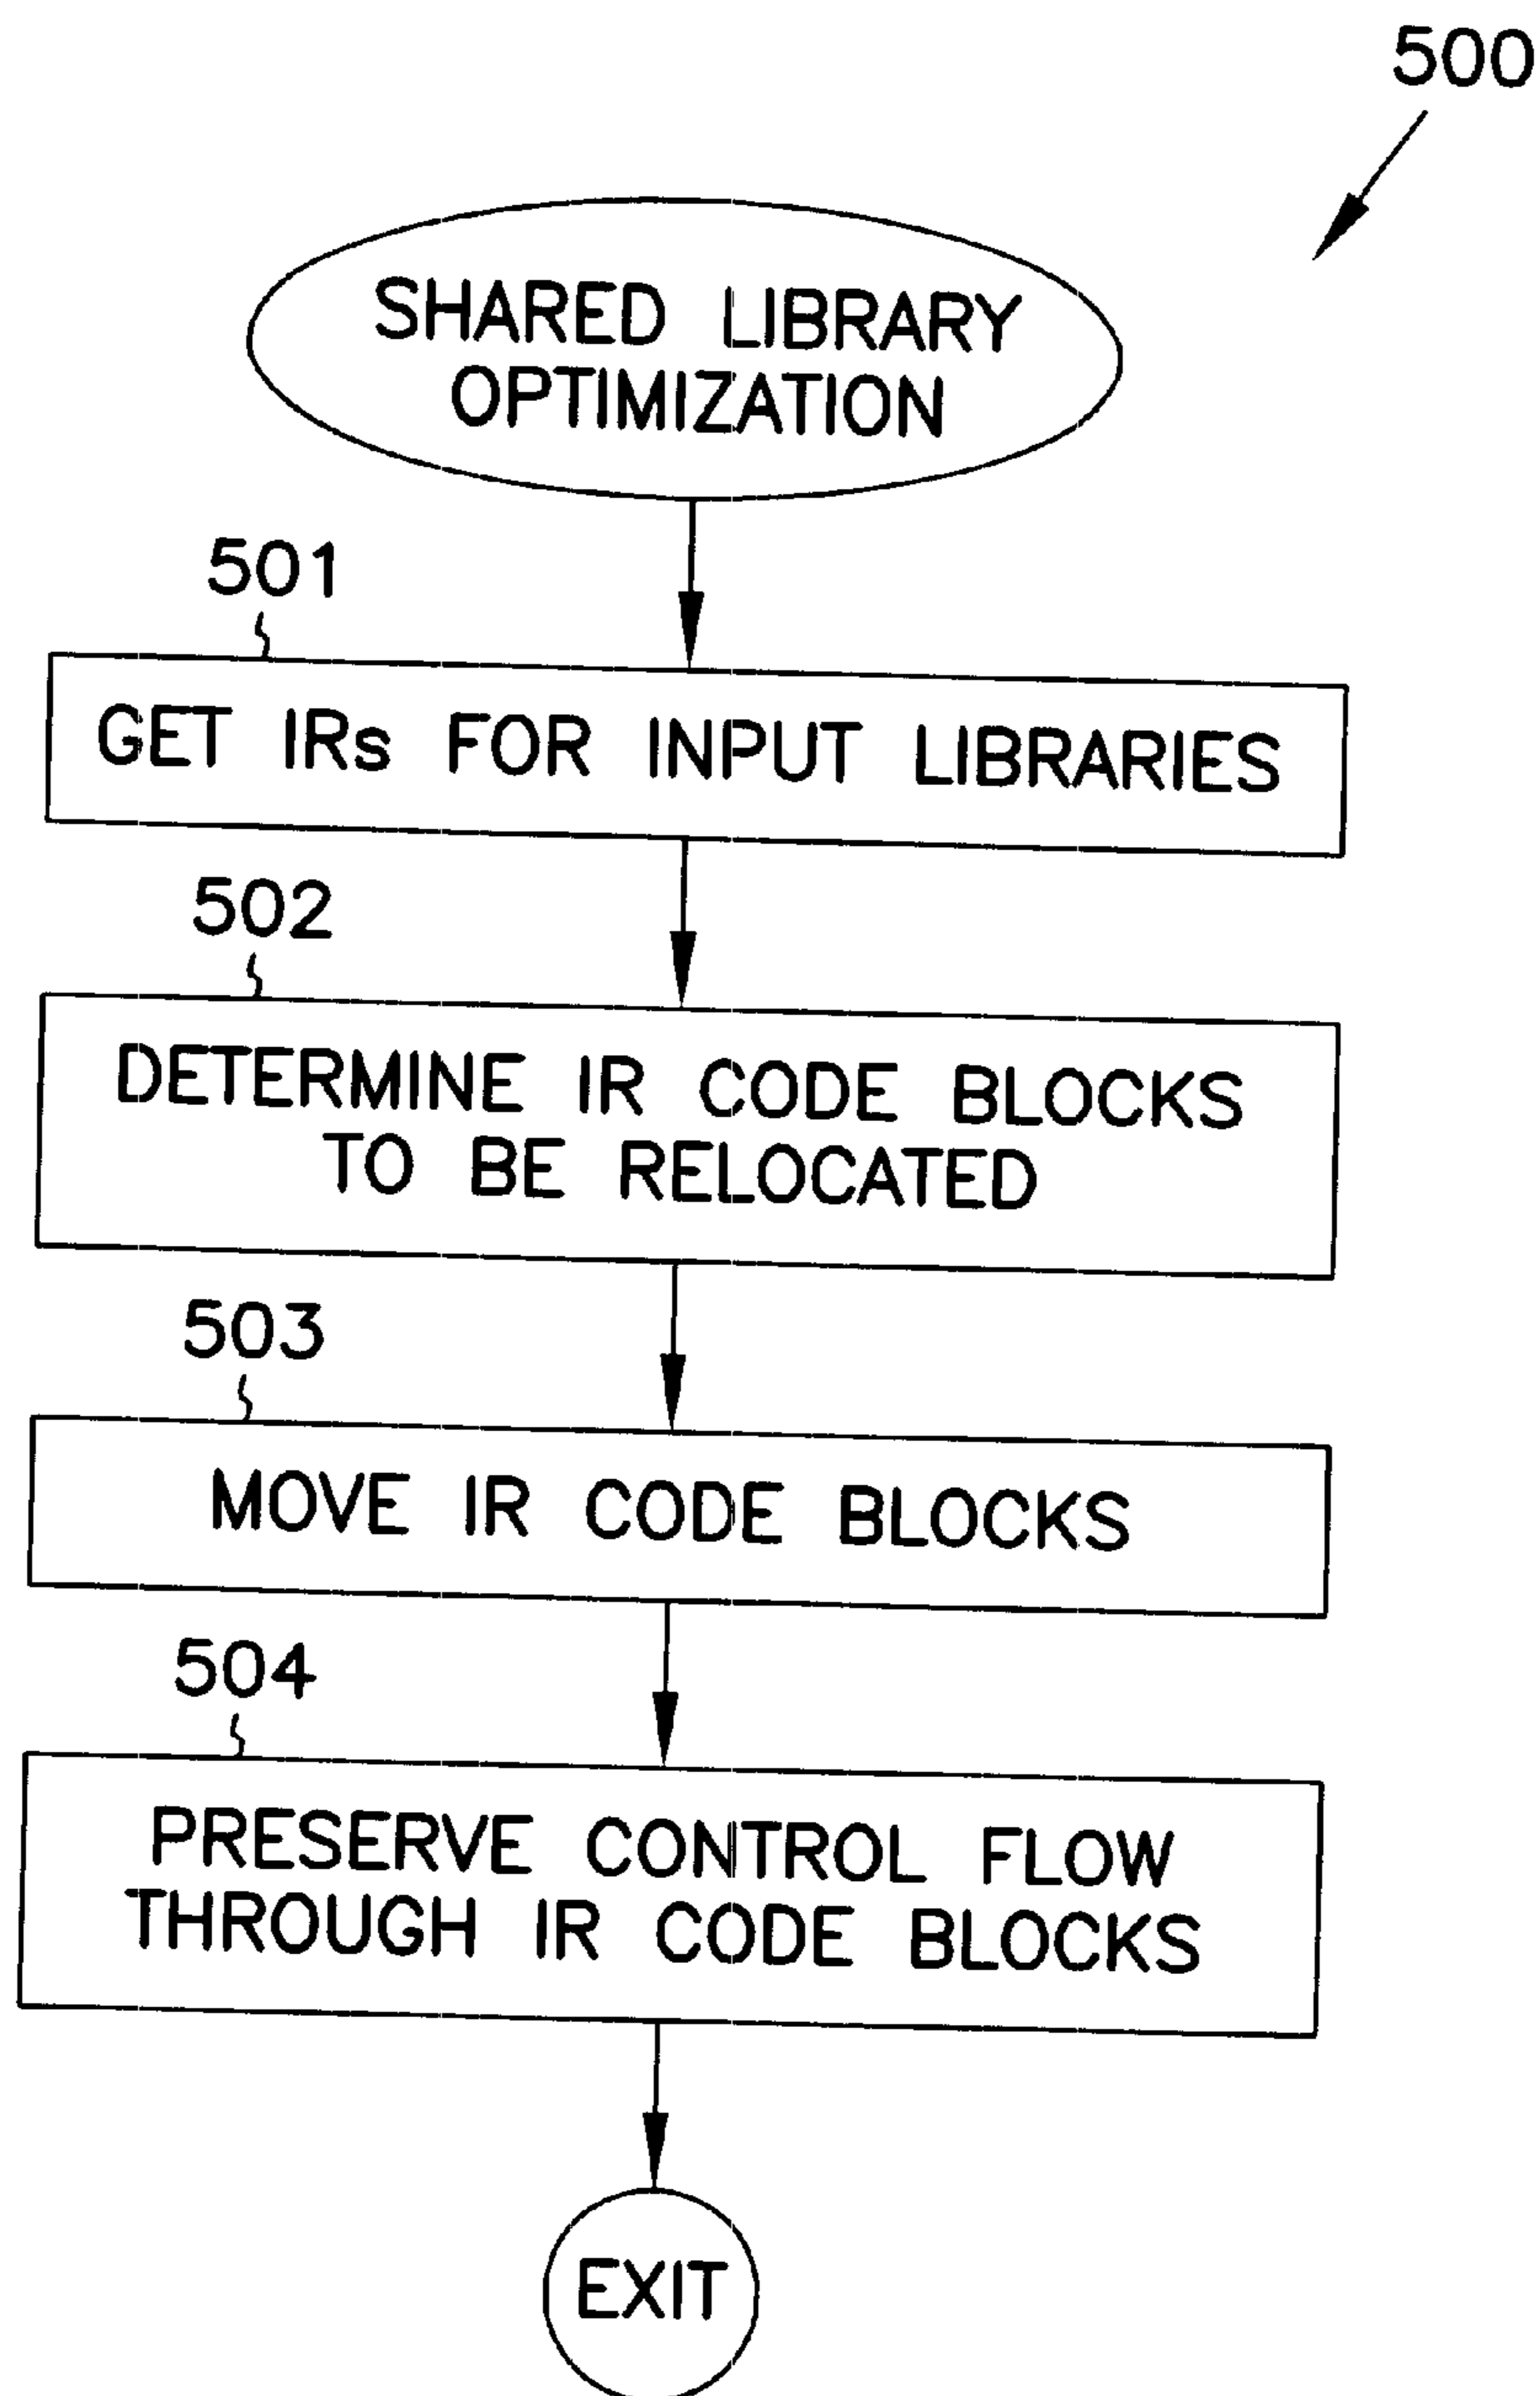 500
SHARED LIBRARY
OPTIMIZATION
501
GET IRs FOR INPUT LIBRARIES
502
DETERMINE IR CODE BLOCKS
TO BE RELOCATED
503
MOVE IR CODE BLOCKS
504
PRESERVE CONTROL FLOW
THROUGH IR CODE BLOCKS
EXIT